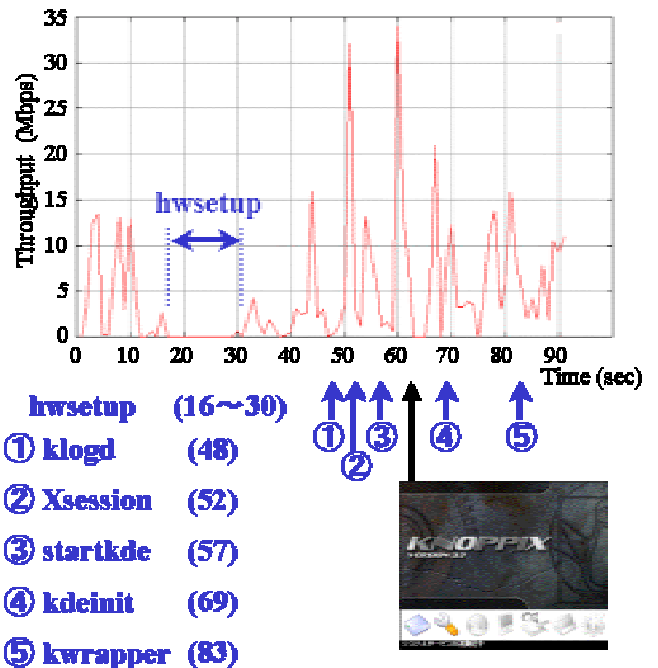 35
30
25
20
15
10
5
0
Throughput (Mbps)
hwsetup
0 10 20 30 40 50 60 70 80 90
Time (sec)
hwsetup (16～30)
① klogd (48)
② Xsession (52)
③ startkde (57)
④ kdeinit (69)
⑤ kwrapper (83)
① ② ③ ④ ⑤
KNOPPIX